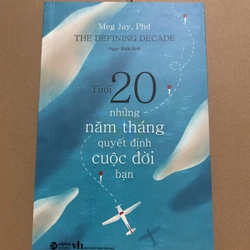 Meg Jay, Phd
THE DEFINING DECADE
Tuổi
20
những
năm tháng
quyết định
cuộc đời
bạn